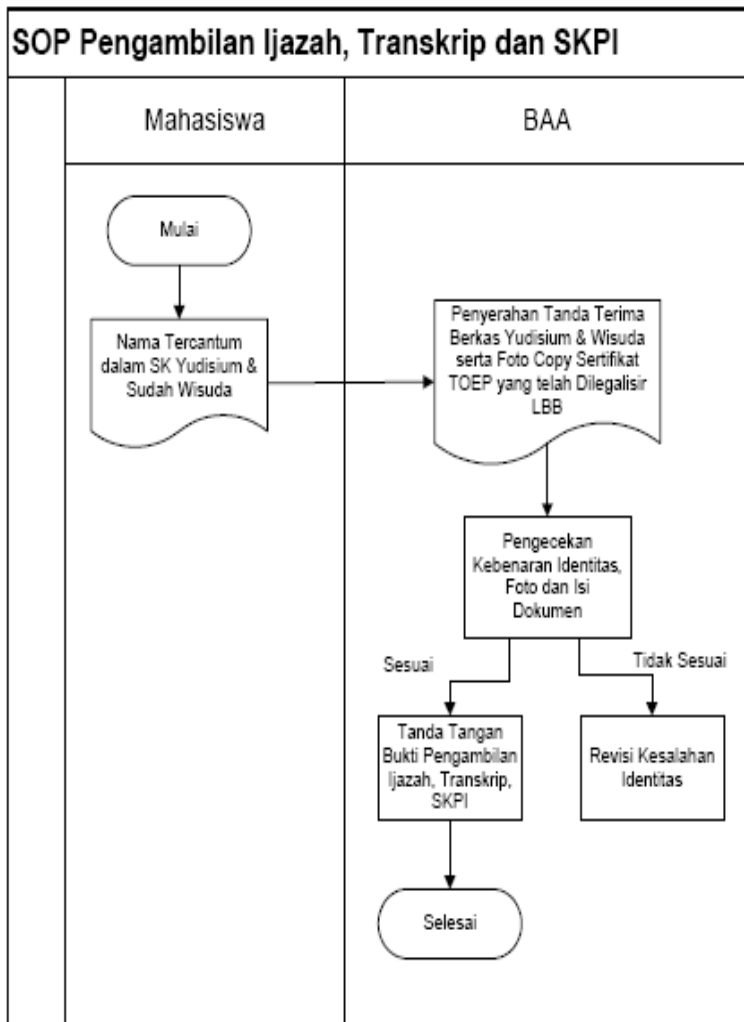 SOP Pengambilan Ijazah, Transkrip dan SKPI
Mahasiswa
BAA
Mulai
Nama Tercantum
dalam SK Yudisium &
Sudah Wisuda
Penyerahan Tanda Terima
Berkas Yudisium & Wisuda
serta Foto Copy Sertifikat
TOEP yang telah Dilegalisir
LBB
Pengecekan
Kebenaran Identitas,
Foto dan Isi
Dokumen
Sesuai
Tidak Sesuai
Tanda Tangan
Bukti Pengambilan
Ijazah, Transkrip,
SKPI
Revisi Kesalahan
Identitas
Selesai